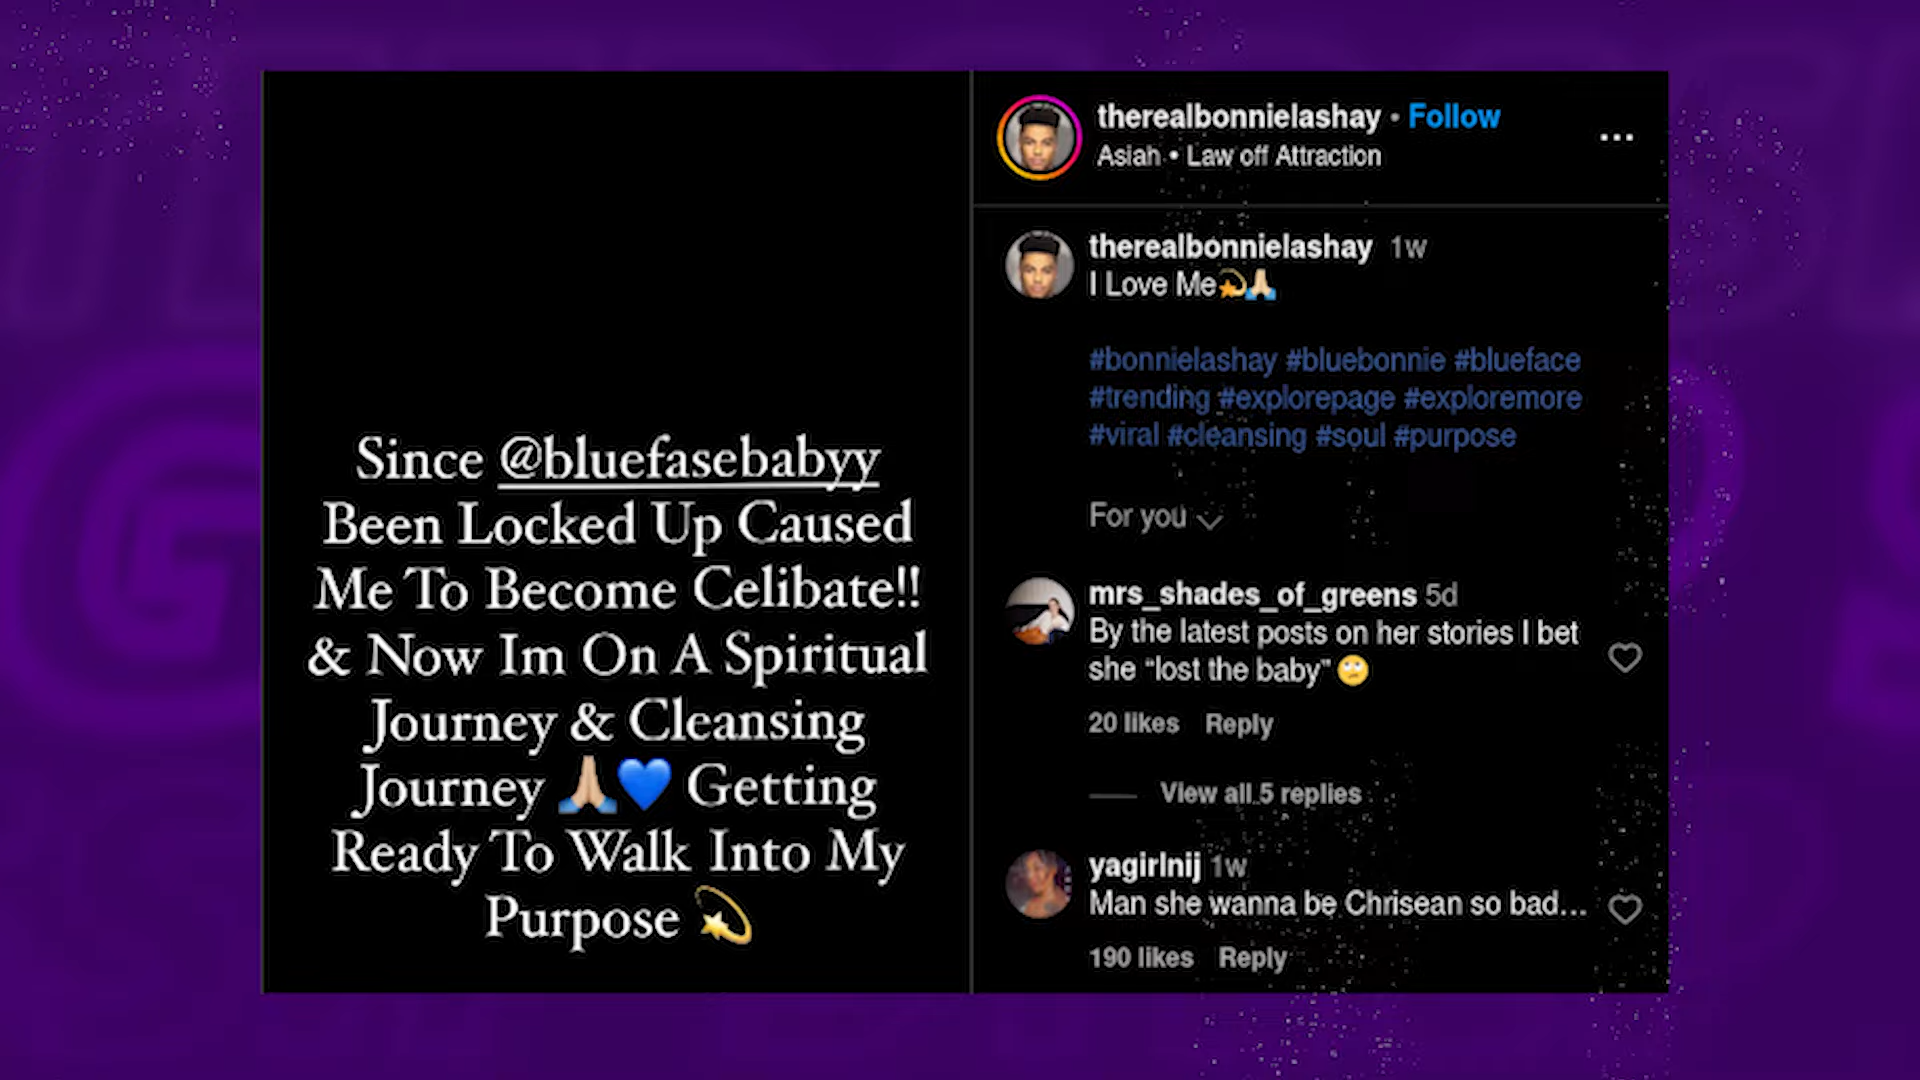 Since @bluefasebabyy
Been Locked Up Caused
Me To Become Celibate!!
& Now Im On A Spiritual
Journey & Cleansing
Journey 🙏🏼💙 Getting
Ready To Walk Into My
Purpose 💫
therealbonnielashay • Follow
Asiah • Law off Attraction
therealbonnielashay 1w
I Love Me💫🙏🏼
#bonnielashay #bluebonnie #blueface
#trending #explorepage #exploremore
#viral #cleansing #soul #purpose
For you
mrs_shades_of_greens 5d
By the latest posts on her stories I bet
she “lost the baby” 🙄
20 likes Reply
View all 5 replies
yagirlnij 1w
Man she wanna be Chrisean so bad...
190 likes Reply